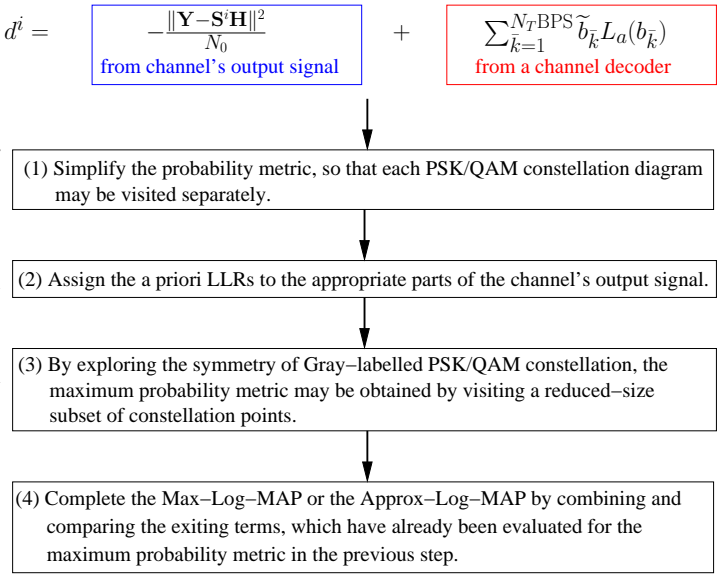 d^i = −‖Y−S^iH‖²/N_0 + ∑_{k̄=1}^{N_T BPS} b̃_{k̄} L_a(b_{k̄})
from channel's output signal from a channel decoder
(1) Simplify the probability metric, so that each PSK/QAM constellation diagram
may be visited separately.
(2) Assign the a priori LLRs to the appropriate parts of the channel's output signal.
(3) By exploring the symmetry of Gray−labelled PSK/QAM constellation, the
maximum probability metric may be obtained by visiting a reduced−size
subset of constellation points.
(4) Complete the Max−Log−MAP or the Approx−Log−MAP by combining and
comparing the exiting terms, which have already been evaluated for the
maximum probability metric in the previous step.